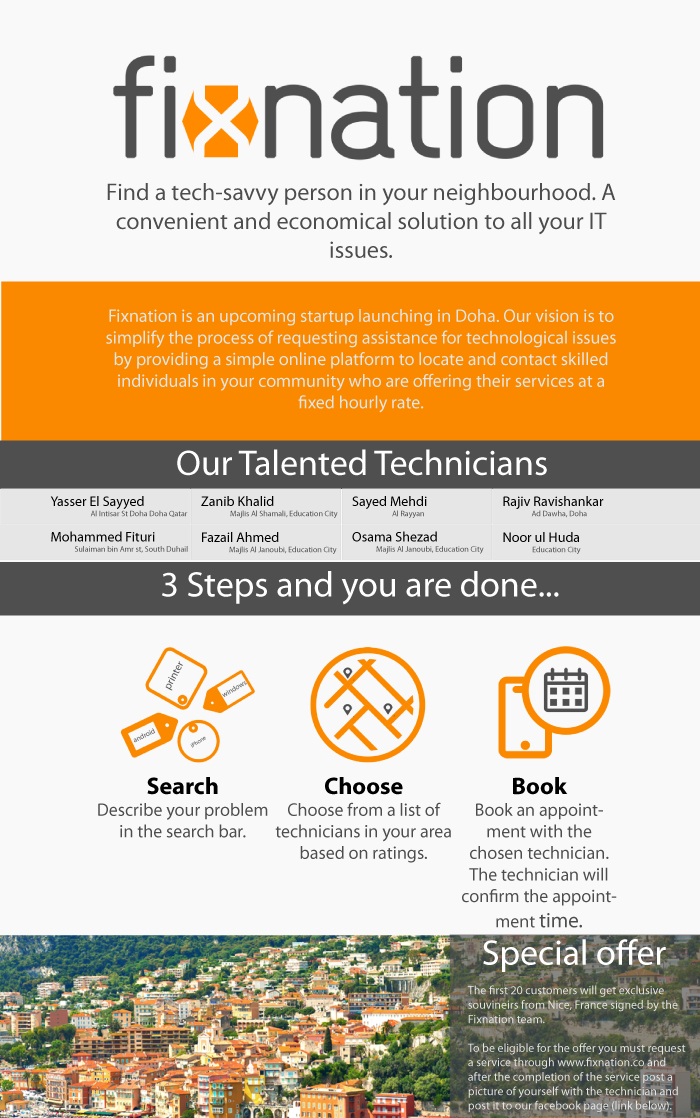 fixnation
Find a tech-savvy person in your neighbourhood. A
convenient and economical solution to all your IT
issues.
Fixnation is an upcoming startup launching in Doha. Our vision is to
simplify the process of requesting assistance for technological issues
by providing a simple online platform to locate and contact skilled
individuals in your community who are offering their services at a
fixed hourly rate.
Our Talented Technicians
Yasser El Sayyed
Al Intisar St Doha Doha Qatar
Zanib Khalid
Majlis Al Shamali, Education City
Sayed Mehdi
Al Rayyan
Rajiv Ravishankar
Ad Dawha, Doha
Mohammed Fituri
Sulaiman bin Amr st, South Duhail
Fazail Ahmed
Majlis Al Janoubi, Education City
Osama Shezad
Majlis Al Janoubi, Education City
Noor ul Huda
Education City
3 Steps and you are done...
printer
windows
android
iphone
Search
Describe your problem
in the search bar.
Choose
Choose from a list of
technicians in your area
based on ratings.
Book
Book an appoint-
ment with the
chosen technician.
The technician will
confirm the appoint-
ment time.
Special offer
The first 20 customers will get exclusive
souvineirs from Nice, France signed by the
Fixnation team.
To be eligible for the offer you must request
a service through www.fixnation.co and
after the completion of the service post a
picture of yourself with the technician and
post it to our facebook page (link below).